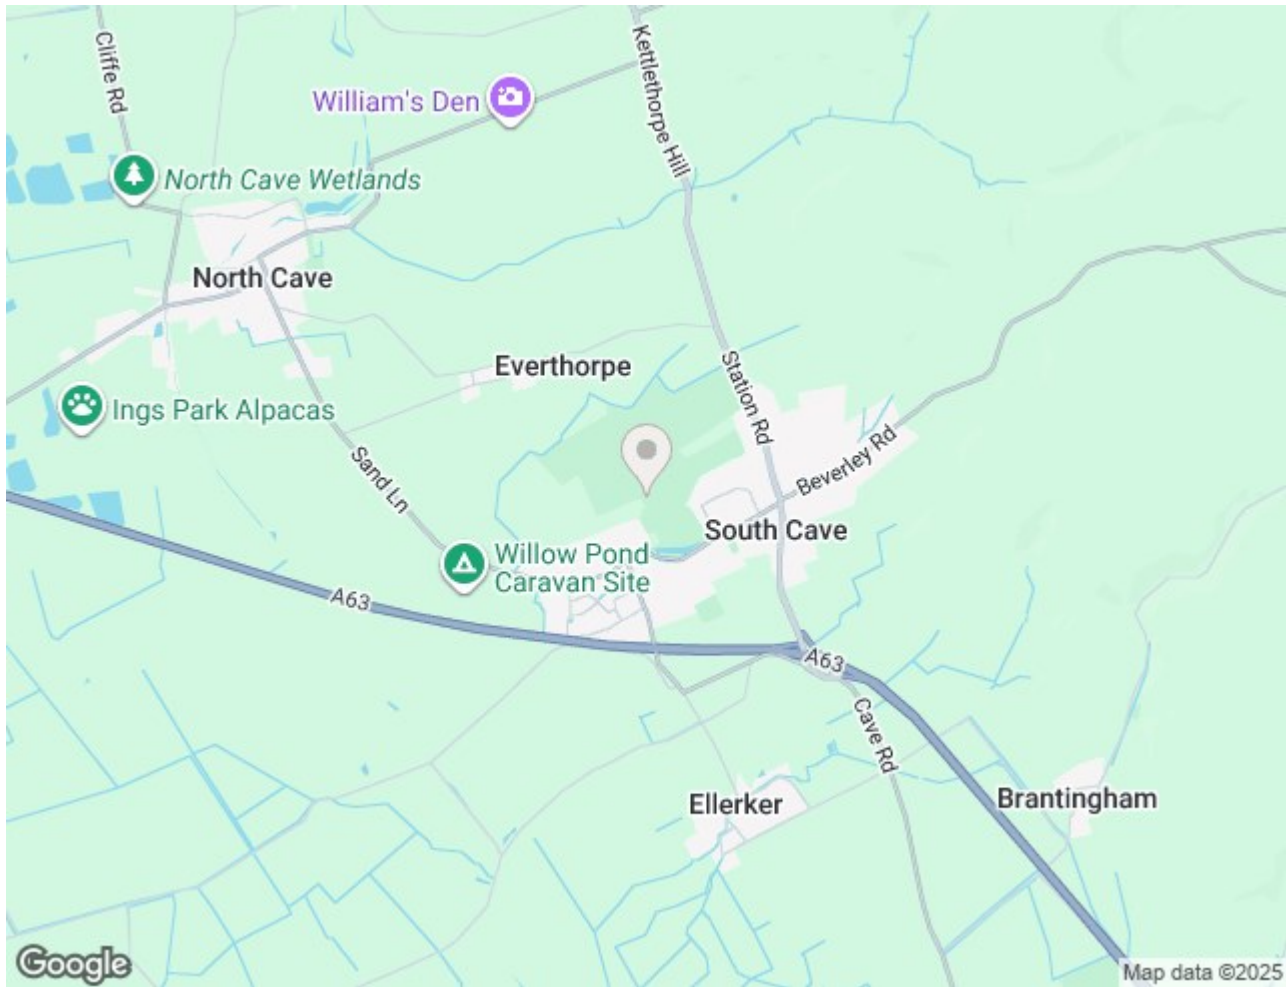 Cliffe Rd
Kettlethorpe Hill
William's Den
North Cave Wetlands
North Cave
Everthorpe
Station Rd
Ings Park Alpacas
Sand Ln
Beverley Rd
South Cave
Willow Pond
Caravan Site
A63
A63
Cave Rd
Ellerker
Brantingham
Google
Map data ©2025